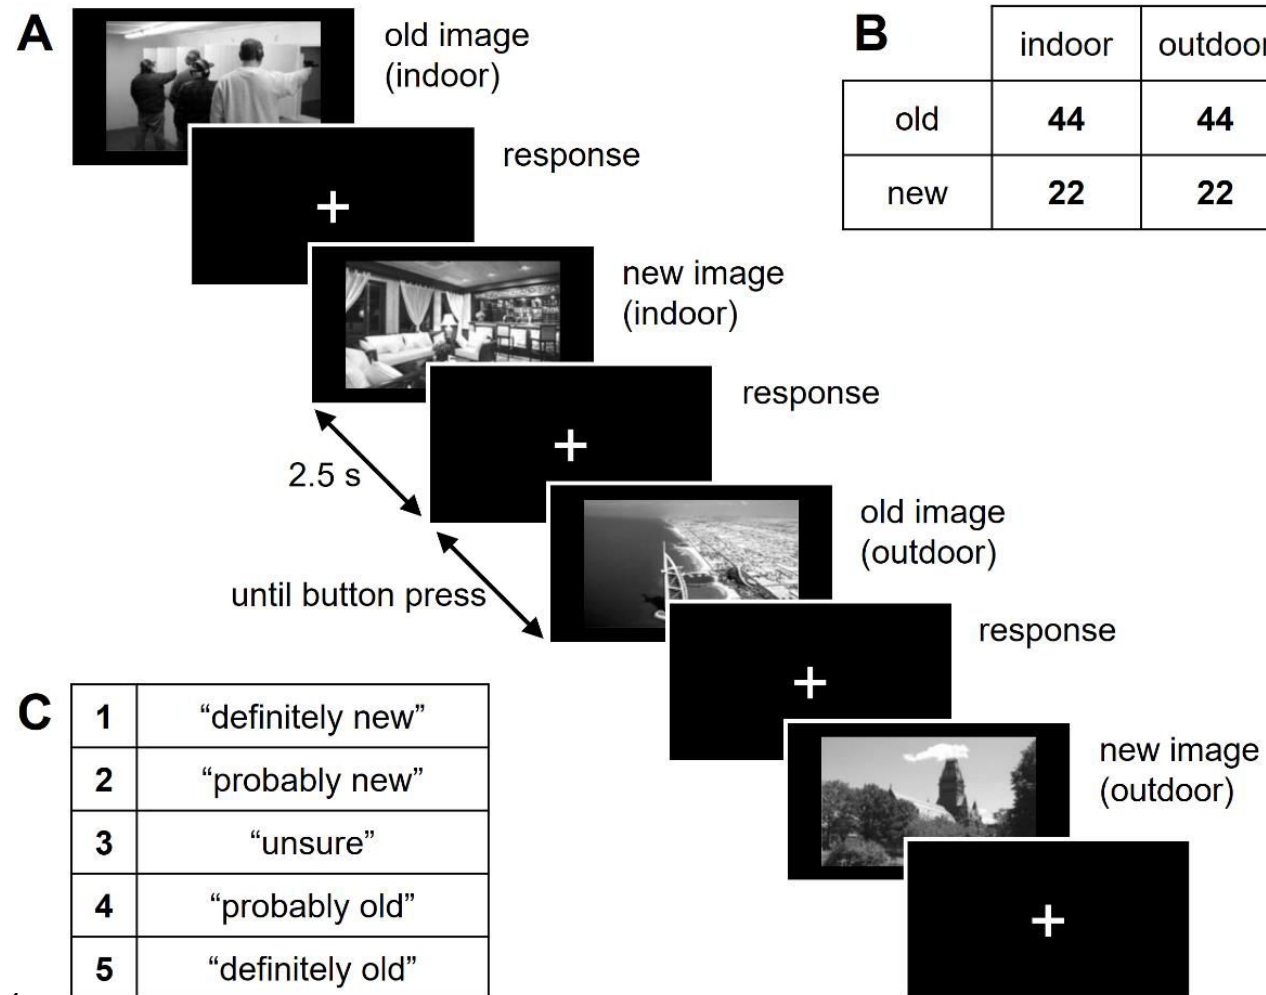 A
old image
(indoor)
response
new image
(indoor)
response
2.5 s
old image
(outdoor)
until button press
response
new image
(outdoor)
B
indoor outdoor
old 44 44
new 22 22
C
1 “definitely new”
2 “probably new”
3 “unsure”
4 “probably old”
5 “definitely old”